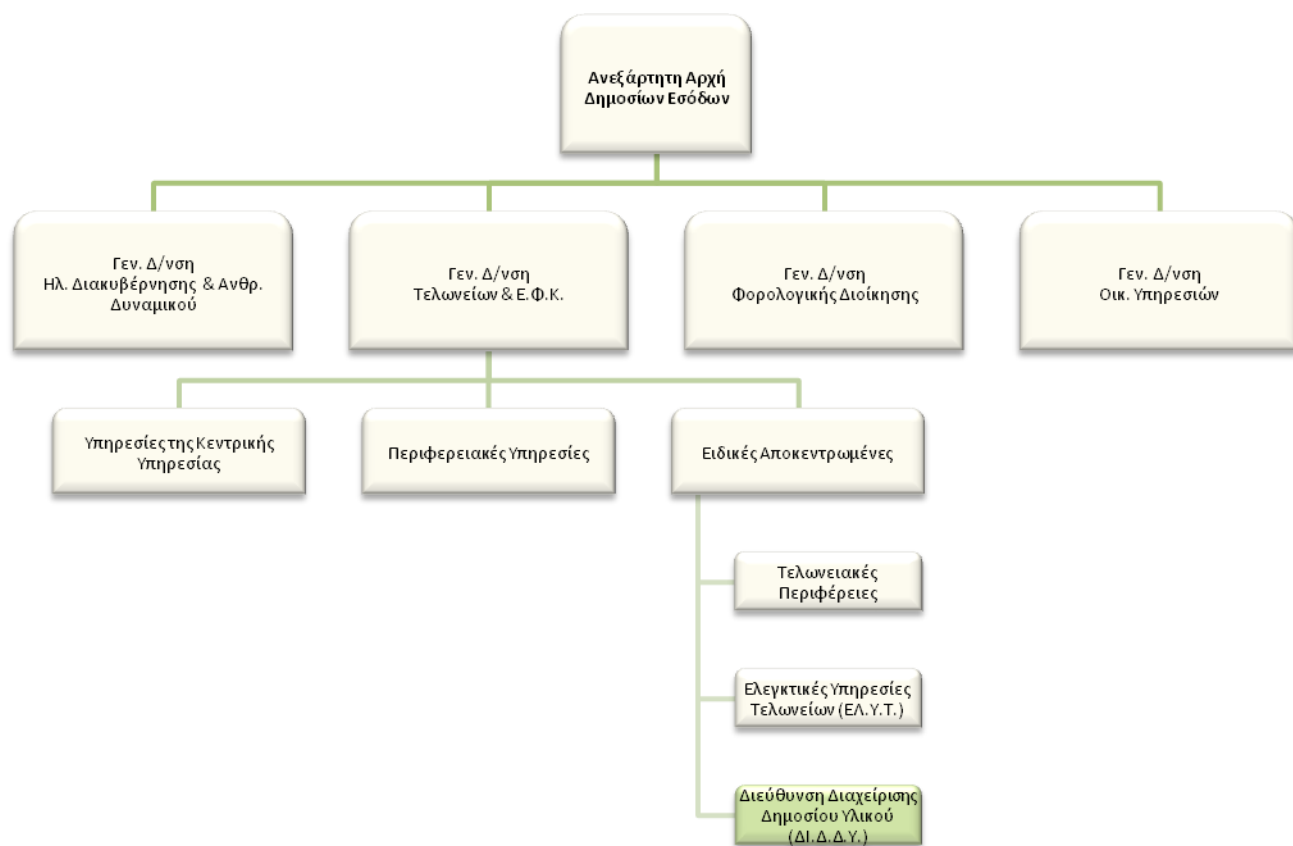 Ανεξάρτητη Αρχή
Δημοσίων Εσόδων
Γεν. Δ/νση
Ηλ. Διακυβέρνησης & Ανθρ.
Δυναμικού
Γεν. Δ/νση
Τελωνείων & Ε.Φ.Κ.
Γεν. Δ/νση
Φορολογικής Διοίκησης
Γεν. Δ/νση
Οικ. Υπηρεσιών
Υπηρεσίες της Κεντρικής
Υπηρεσίας
Περιφερειακές Υπηρεσίες
Ειδικές Αποκεντρωμένες
Τελωνειακές
Περιφέρειες
Ελεγκτικές Υπηρεσίες
Τελωνείων (ΕΛ.Υ.Τ.)
Διεύθυνση Διαχείρισης
Δημοσίου Υλικού
(ΔΙ.Δ.Δ.Υ.)